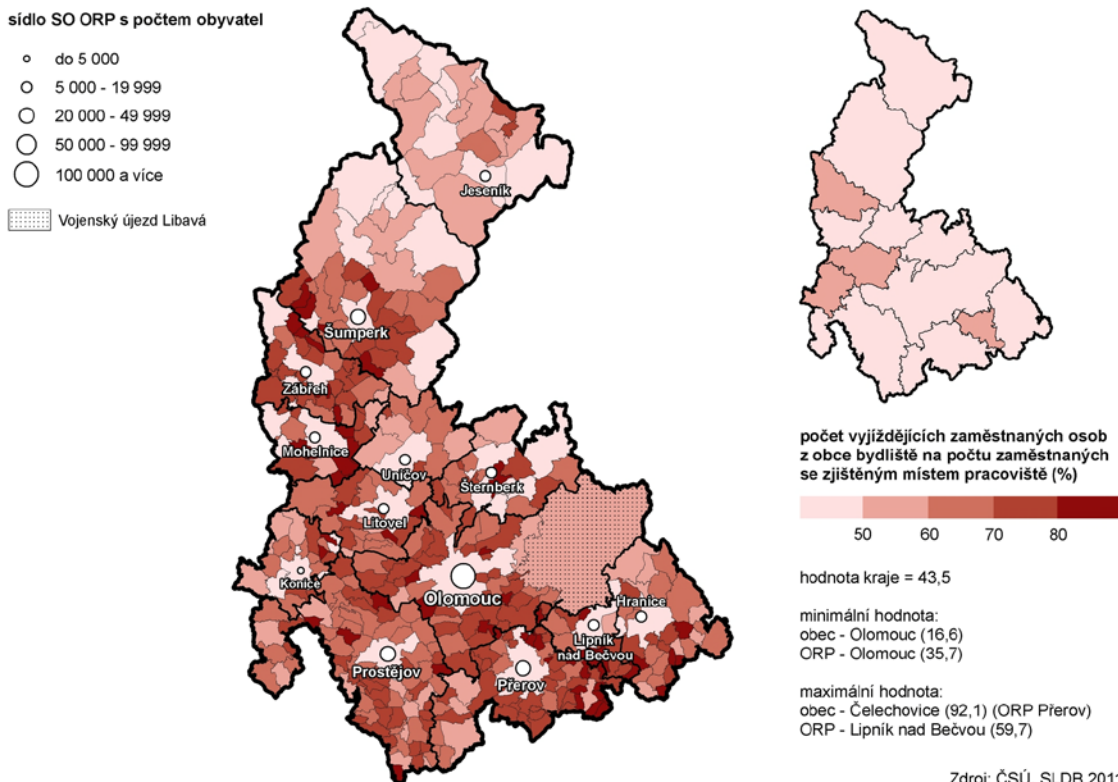 sídlo SO ORP s počtem obyvatel
do 5 000
5 000 - 19 999
20 000 - 49 999
50 000 - 99 999
100 000 a více
Vojenský újezd Libavá
Jeseník
Šumperk
Zábřeh
Mohelnice
Uničov
Šternberk
Litovel
Konice
Olomouc
Hranice
Lipník
nad Bečvou
Prostějov
Přerov
počet vyjíždějících zaměstnaných osob
z obce bydliště na počtu zaměstnaných
se zjištěným místem pracoviště (%)
50 60 70 80
hodnota kraje = 43,5
minimální hodnota:
obec - Olomouc (16,6)
ORP - Olomouc (35,7)
maximální hodnota:
obec - Čelechovice (92,1) (ORP Přerov)
ORP - Lipník nad Bečvou (59,7)
Zdroj: ČSÚ, SLDB